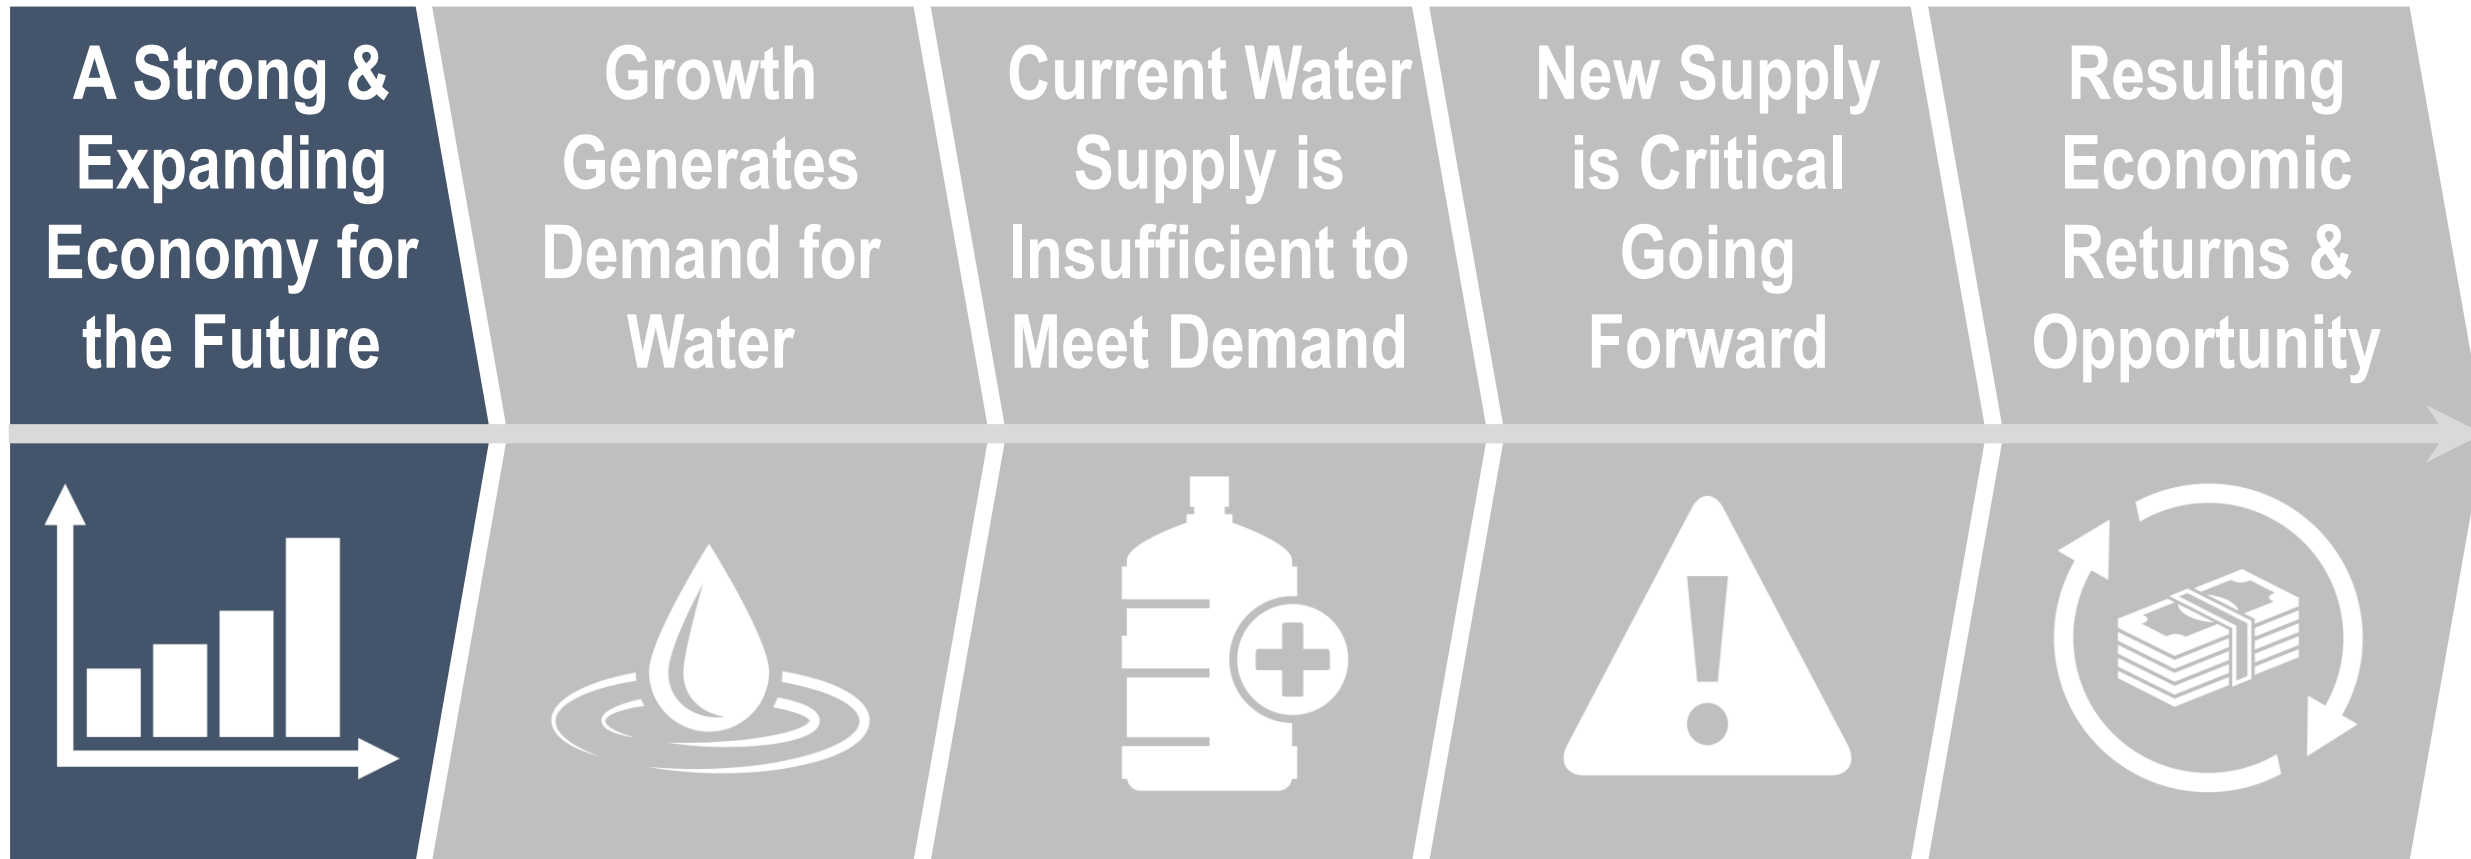 A Strong &
Expanding
Economy for
the Future
Growth
Generates
Demand for
Water
Current Water
Supply is
Insufficient to
Meet Demand
New Supply
is Critical
Going
Forward
Resulting
Economic
Returns &
Opportunity